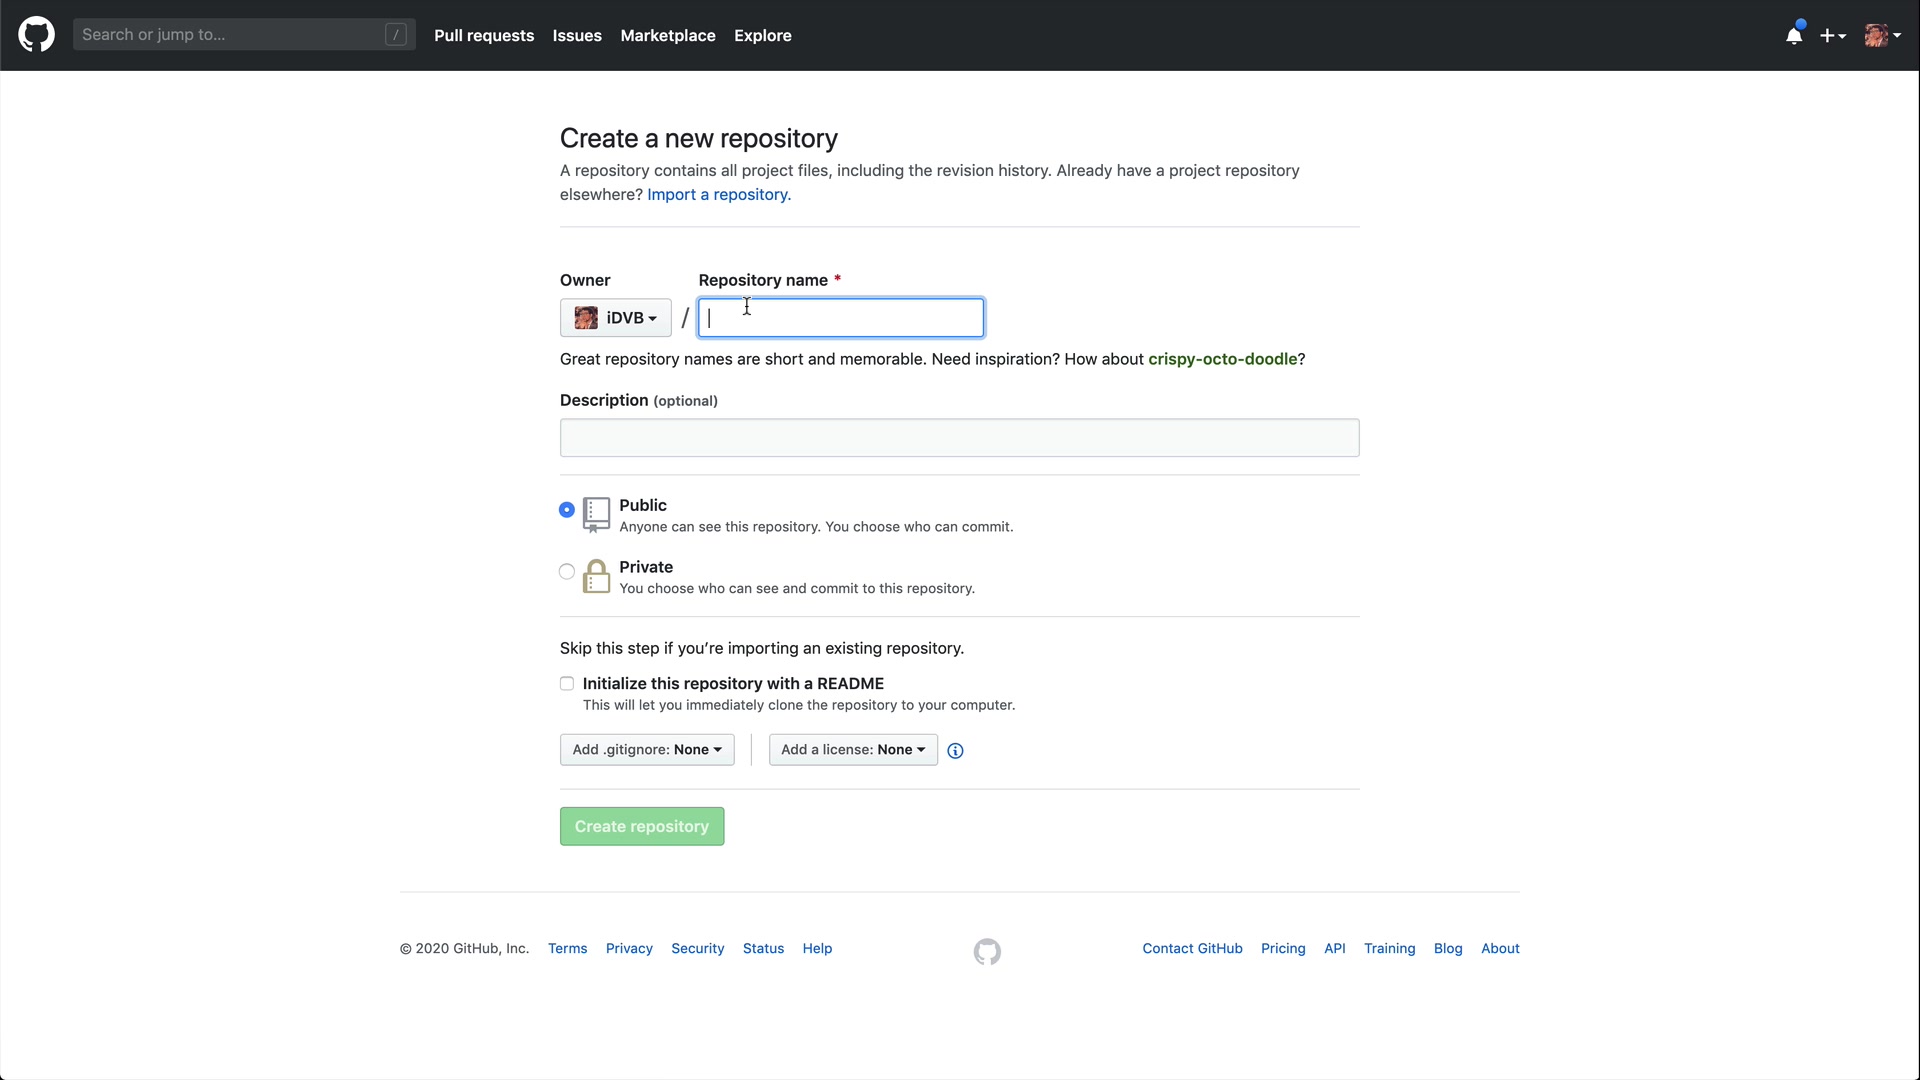 Search or jump to... /
Pull requests Issues Marketplace Explore
Create a new repository
A repository contains all project files, including the revision history. Already have a project repository
elsewhere? Import a repository.
Owner Repository name *
iDVB /
Great repository names are short and memorable. Need inspiration? How about crispy-octo-doodle?
Description (optional)
Public
Anyone can see this repository. You choose who can commit.
Private
You choose who can see and commit to this repository.
Skip this step if you’re importing an existing repository.
Initialize this repository with a README
This will let you immediately clone the repository to your computer.
Add .gitignore: None Add a license: None
Create repository
© 2020 GitHub, Inc. Terms Privacy Security Status Help Contact GitHub Pricing API Training Blog About